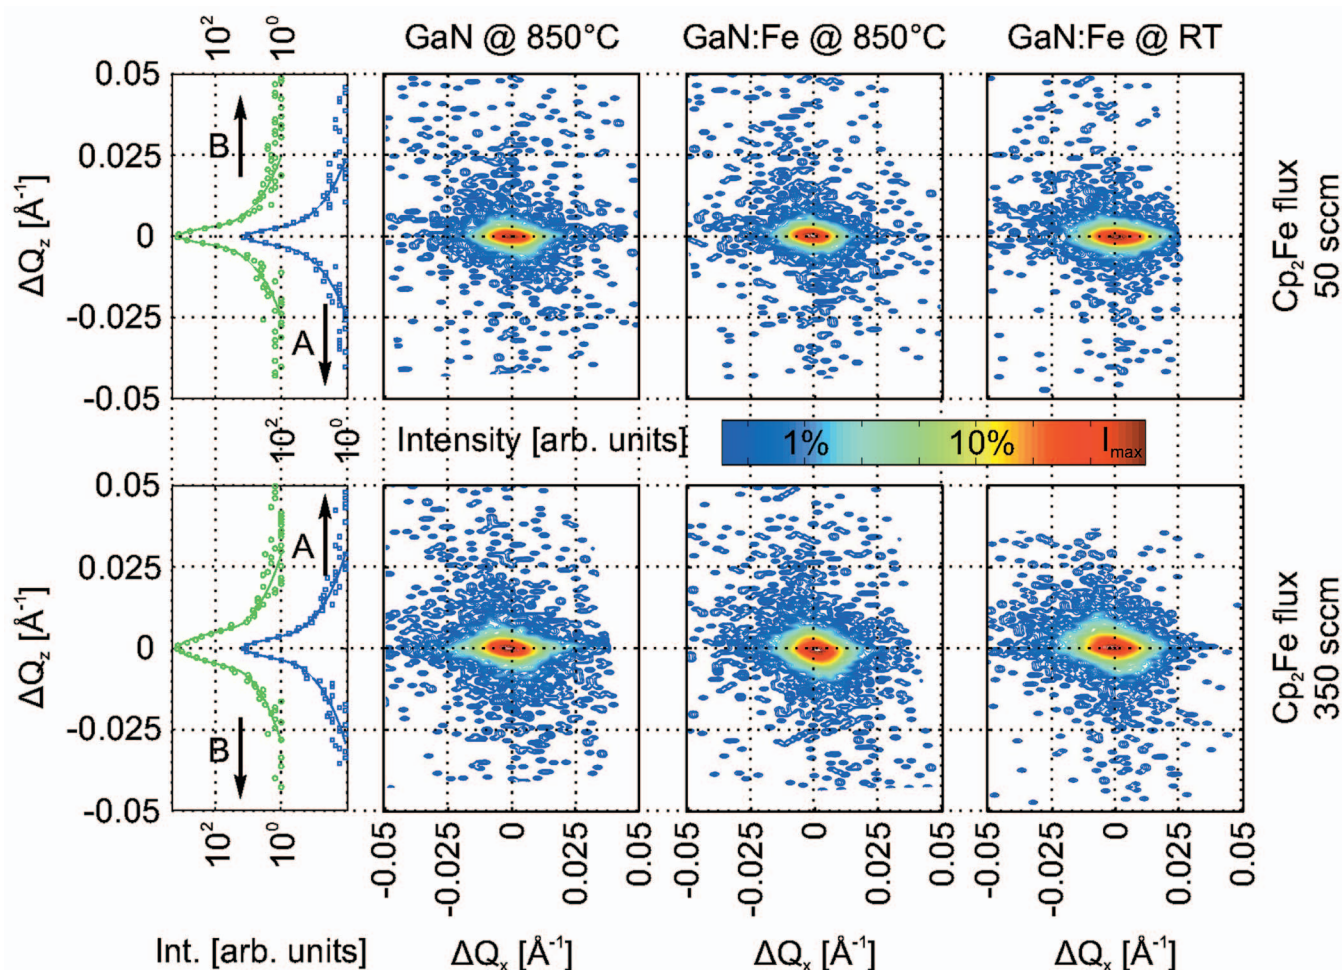 10² 10⁰ GaN @ 850°C GaN:Fe @ 850°C GaN:Fe @ RT
0.05
0.025
0
-0.025
-0.05
ΔQz [Å⁻¹]
B
A
Cp₂Fe flux
50 sccm
10² 10⁰
Intensity [arb. units] 1% 10% Imax
0.05
0.025
0
-0.025
-0.05
ΔQz [Å⁻¹]
A
B
Cp₂Fe flux
350 sccm
10² 10⁰ -0.05 -0.025 0 0.025 0.05 -0.05 -0.025 0 0.025 0.05 -0.05 -0.025 0 0.025 0.05
Int. [arb. units] ΔQx [Å⁻¹] ΔQx [Å⁻¹] ΔQx [Å⁻¹]